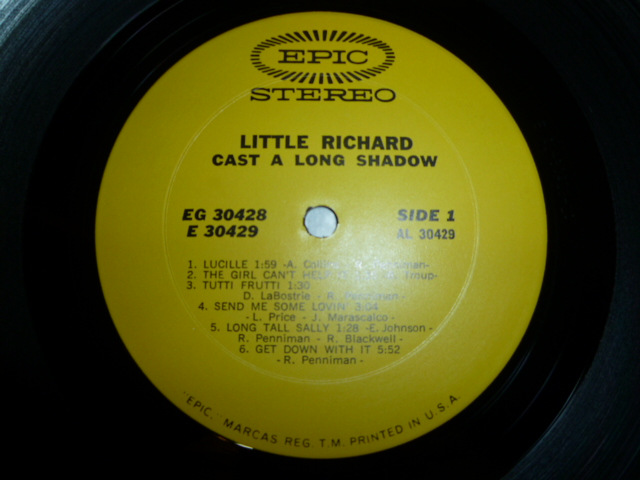 EPIC
STEREO
LITTLE RICHARD
CAST A LONG SHADOW
EG 30428 SIDE 1
E 30429 AL 30429
1. LUCILLE 1:59 -A.
2. THE GIRL CAN'T
3. TUTTI FRUTTI 1:30
D. LaBostrie - R.
4. SEND ME SOME LOVIN' 3:04
- L. Price - J. Marascalco -
5. LONG TALL SALLY 1:28 -E. Johnson -
R. Penniman - R. Blackwell -
6. GET DOWN WITH IT 5:52
- R. Penniman -
"EPIC," MARCAS REG. T.M. PRINTED IN U.S.A.